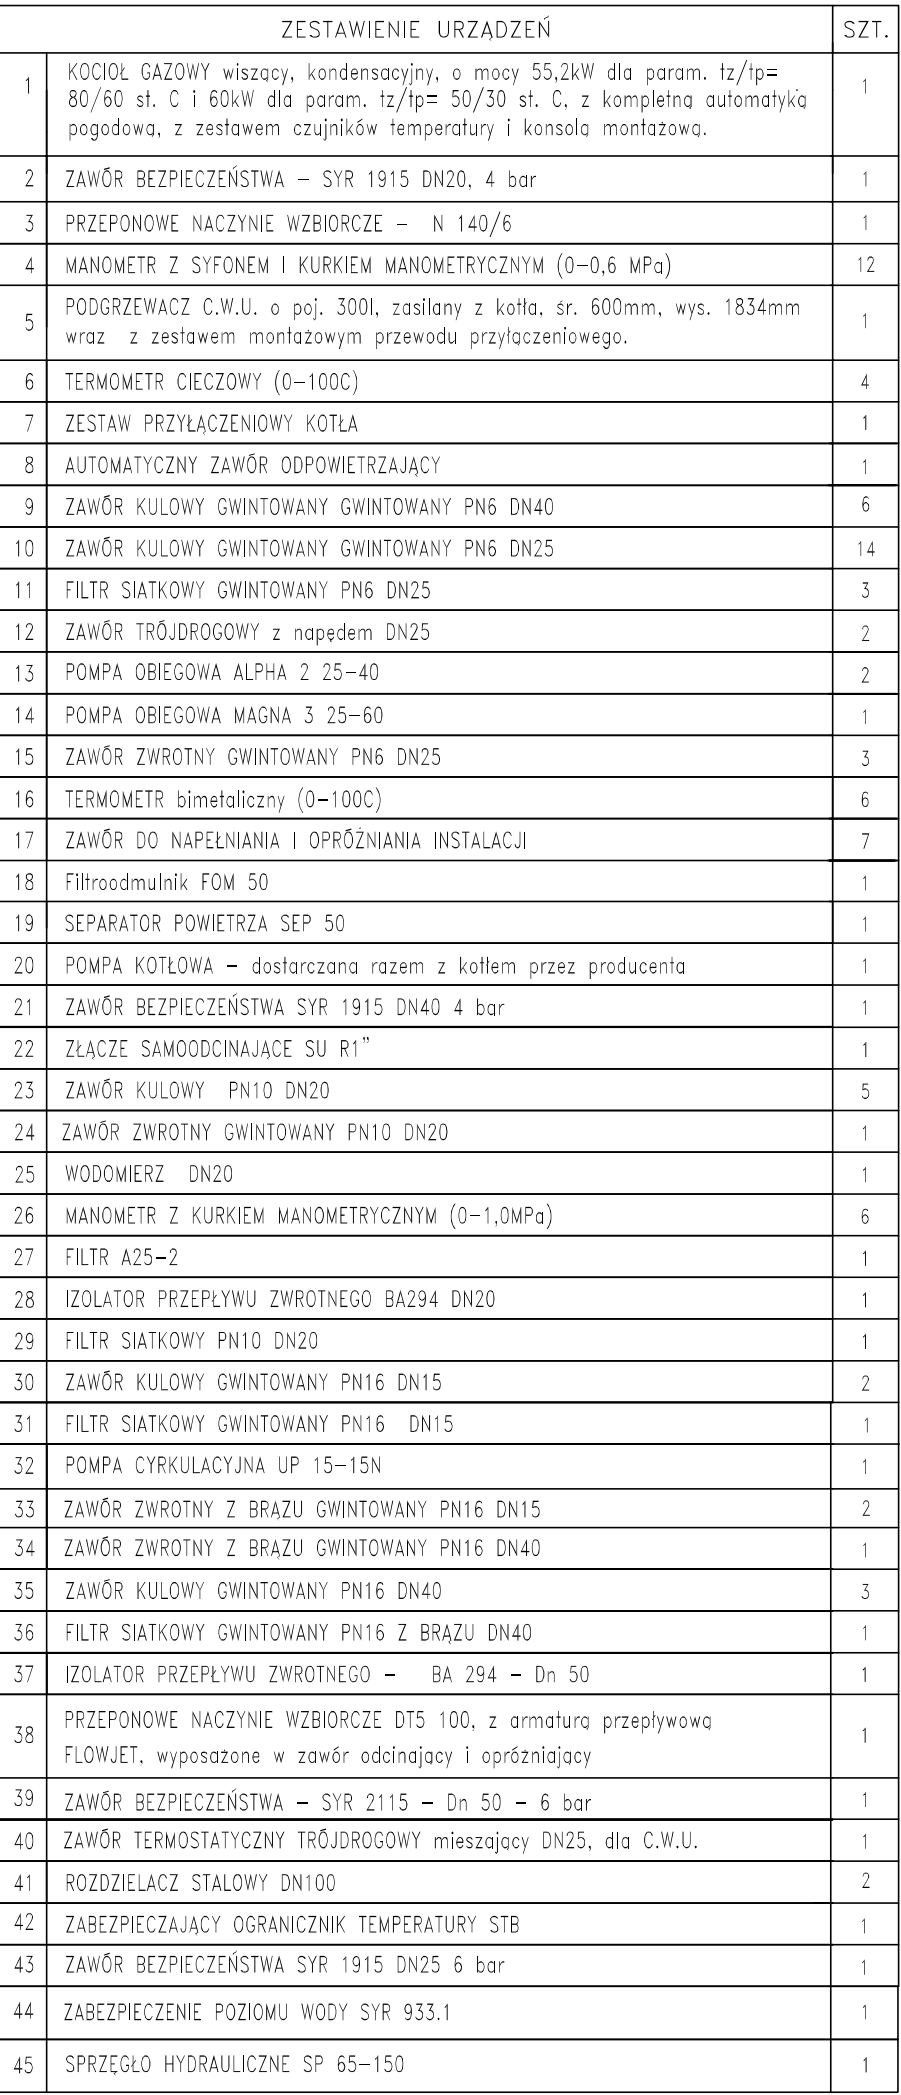 ZESTAWIENIE URZĄDZEŃ SZT.
1 KOCIOŁ GAZOWY wiszący, kondensacyjny, o mocy 55,2kW dla param. tz/tp= 1
80/60 st. C i 60kW dla param. tz/tp= 50/30 st. C, z kompletną automatyką
pogodową, z zestawem czujników temperatury i konsolą montażową.
2 ZAWÓR BEZPIECZEŃSTWA – SYR 1915 DN20, 4 bar 1
3 PRZEPONOWE NACZYNIE WZBIORCZE – N 140/6 1
4 MANOMETR Z SYFONEM I KURKIEM MANOMETRYCZNYM (0–0,6 MPa) 12
5 PODGRZEWACZ C.W.U. o poj. 300l, zasilany z kotła, śr. 600mm, wys. 1834mm 1
wraz z zestawem montażowym przewodu przyłączeniowego.
6 TERMOMETR CIECZOWY (0–100C) 4
7 ZESTAW PRZYŁĄCZENIOWY KOTŁA 1
8 AUTOMATYCZNY ZAWÓR ODPOWIETRZAJĄCY 1
9 ZAWÓR KULOWY GWINTOWANY GWINTOWANY PN6 DN40 6
10 ZAWÓR KULOWY GWINTOWANY GWINTOWANY PN6 DN25 14
11 FILTR SIATKOWY GWINTOWANY PN6 DN25 3
12 ZAWÓR TRÓJDROGOWY z napędem DN25 2
13 POMPA OBIEGOWA ALPHA 2 25–40 2
14 POMPA OBIEGOWA MAGNA 3 25–60 1
15 ZAWÓR ZWROTNY GWINTOWANY PN6 DN25 3
16 TERMOMETR bimetaliczny (0–100C) 6
17 ZAWÓR DO NAPEŁNIANIA I OPRÓŻNIANIA INSTALACJI 7
18 Filtroodmulnik FOM 50 1
19 SEPARATOR POWIETRZA SEP 50 1
20 POMPA KOTŁOWA – dostarczana razem z kotłem przez producenta 1
21 ZAWÓR BEZPIECZEŃSTWA SYR 1915 DN40 4 bar 1
22 ZŁĄCZE SAMOODCINAJĄCE SU R1” 1
23 ZAWÓR KULOWY PN10 DN20 5
24 ZAWÓR ZWROTNY GWINTOWANY PN10 DN20 1
25 WODOMIERZ DN20 1
26 MANOMETR Z KURKIEM MANOMETRYCZNYM (0–1,0MPa) 6
27 FILTR A25–2 1
28 IZOLATOR PRZEPŁYWU ZWROTNEGO BA294 DN20 1
29 FILTR SIATKOWY PN10 DN20 1
30 ZAWÓR KULOWY GWINTOWANY PN16 DN15 2
31 FILTR SIATKOWY GWINTOWANY PN16 DN15 1
32 POMPA CYRKULACYJNA UP 15–15N 1
33 ZAWÓR ZWROTNY Z BRĄZU GWINTOWANY PN16 DN15 2
34 ZAWÓR ZWROTNY Z BRĄZU GWINTOWANY PN16 DN40 1
35 ZAWÓR KULOWY GWINTOWANY PN16 DN40 3
36 FILTR SIATKOWY GWINTOWANY PN16 Z BRĄZU DN40 1
37 IZOLATOR PRZEPŁYWU ZWROTNEGO – BA 294 – Dn 50 1
38 PRZEPONOWE NACZYNIE WZBIORCZE DT5 100, z armaturą przepływową 1
FLOWJET, wyposażone w zawór odcinający i opróżniający
39 ZAWÓR BEZPIECZEŃSTWA – SYR 2115 – Dn 50 – 6 bar 1
40 ZAWÓR TERMOSTATYCZNY TRÓJDROGOWY mieszający DN25, dla C.W.U. 1
41 ROZDZIELACZ STALOWY DN100 2
42 ZABEZPIECZAJĄCY OGRANICZNIK TEMPERATURY STB 1
43 ZAWÓR BEZPIECZEŃSTWA SYR 1915 DN25 6 bar 1
44 ZABEZPIECZENIE POZIOMU WODY SYR 933.1 1
45 SPRZĘGŁO HYDRAULICZNE SP 65–150 1